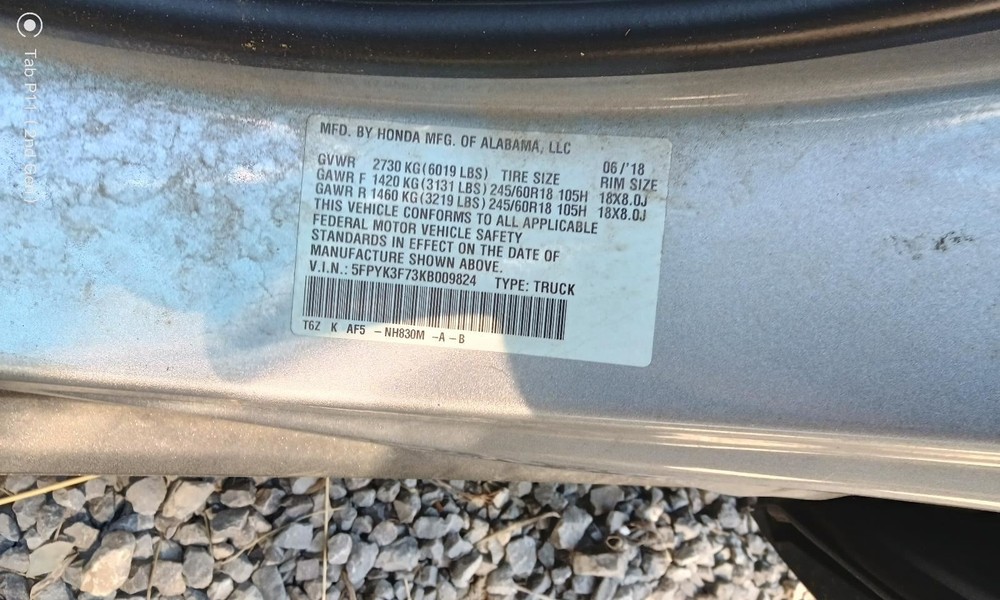 MFD. BY HONDA MFG. OF ALABAMA, LLC 06/'18
GVWR 2730 KG(6019 LBS) TIRE SIZE RIM SIZE
GAWR F 1420 KG(3131 LBS) 245/60R18 105H 18X8.0J
GAWR R 1460 KG(3219 LBS) 245/60R18 105H 18X8.0J
THIS VEHICLE CONFORMS TO ALL APPLICABLE
FEDERAL MOTOR VEHICLE SAFETY
STANDARDS IN EFFECT ON THE DATE OF
MANUFACTURE SHOWN ABOVE.
V.I.N.: 5FPYK3F73KB009824 TYPE: TRUCK
T6Z K AF5 -NH830M -A -B
Tab P11